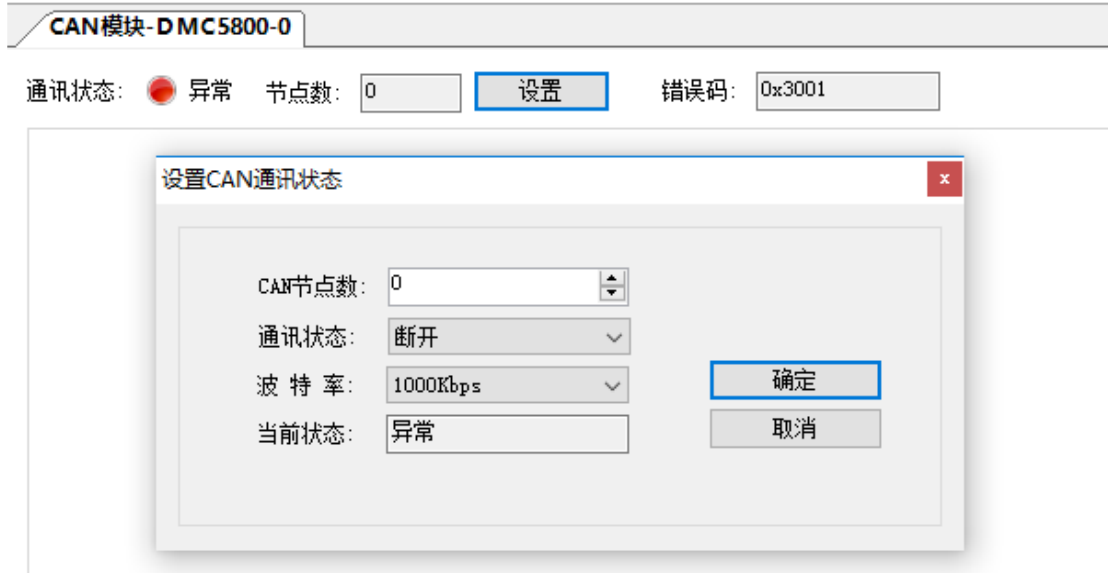 CAN模块-DMC5800-0
通讯状态: 异常 节点数: 0 设置 错误码: 0x3001
设置CAN通讯状态 x
CAN节点数: 0
通讯状态: 断开
波 特 率: 1000Kbps 确定
当前状态: 异常 取消